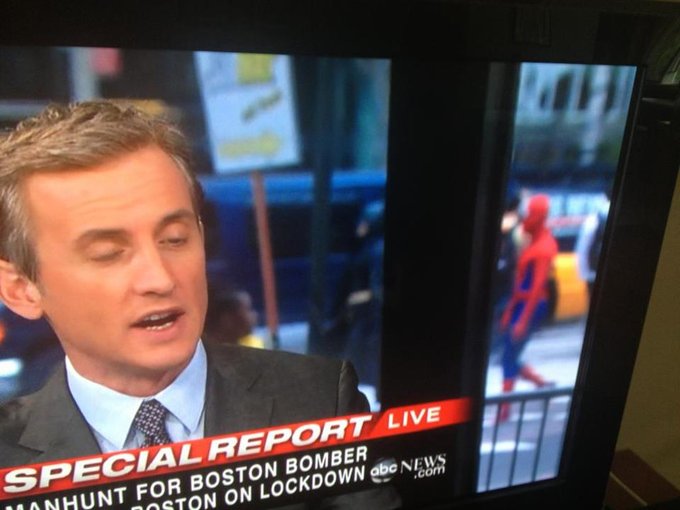 SPECIAL REPORT LIVE
MANHUNT FOR BOSTON BOMBER
BOSTON ON LOCKDOWN
abc NEWS
.com